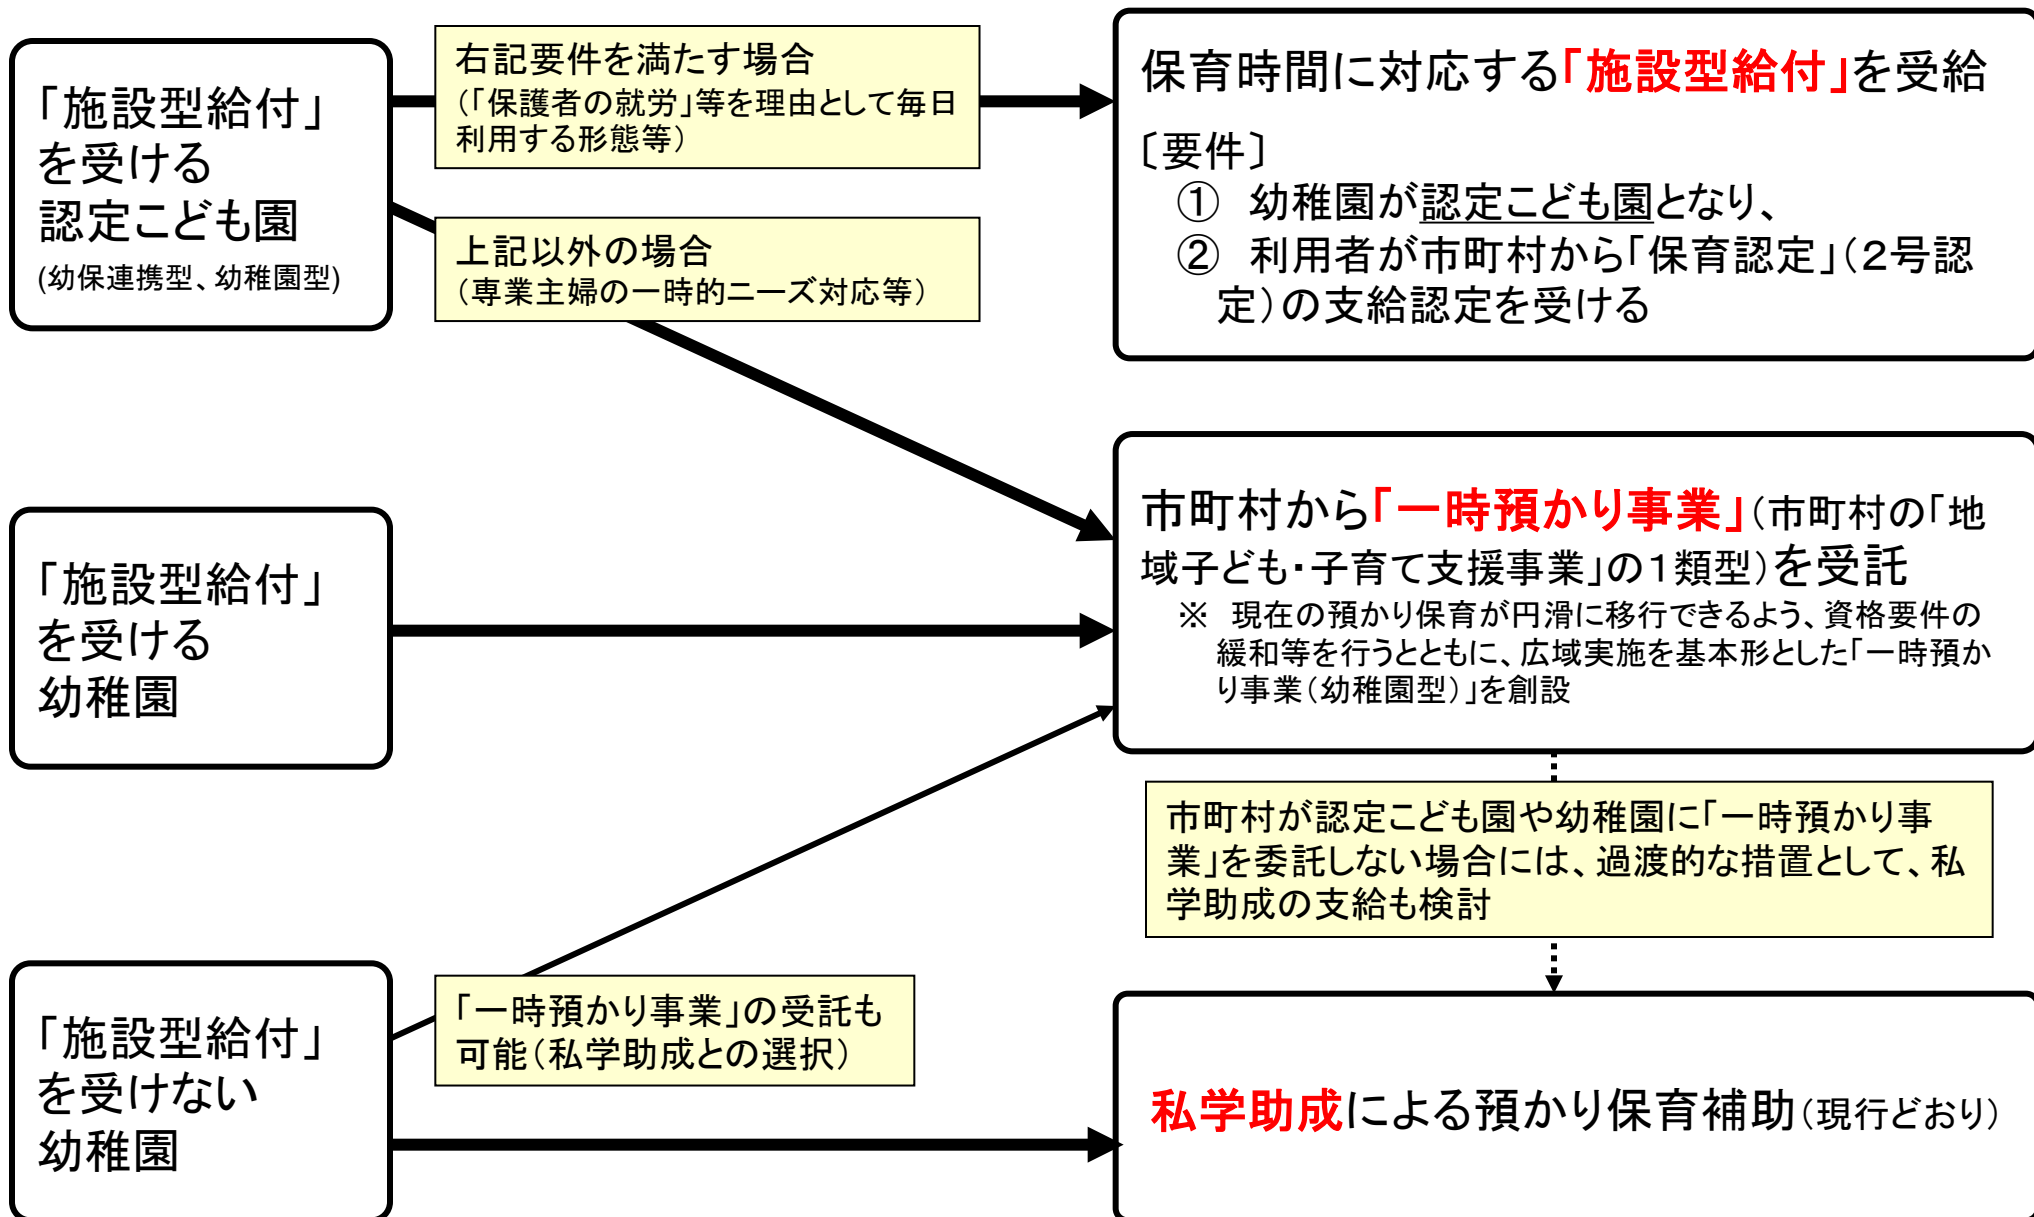 「施設型給付」
を受ける
認定こども園
(幼保連携型、幼稚園型)
右記要件を満たす場合
(「保護者の就労」等を理由として毎日
利用する形態等)
上記以外の場合
(専業主婦の一時的ニーズ対応等)
保育時間に対応する「施設型給付」を受給
〔要件〕
① 幼稚園が認定こども園となり、
② 利用者が市町村から「保育認定」(2号認
定)の支給認定を受ける
「施設型給付」
を受ける
幼稚園
市町村から「一時預かり事業」(市町村の「地
域子ども・子育て支援事業」の1類型)を受託
※ 現在の預かり保育が円滑に移行できるよう、資格要件の
緩和等を行うとともに、広域実施を基本形とした「一時預か
り事業(幼稚園型)」を創設
市町村が認定こども園や幼稚園に「一時預かり事
業」を委託しない場合には、過渡的な措置として、私
学助成の支給も検討
「施設型給付」
を受けない
幼稚園
「一時預かり事業」の受託も
可能(私学助成との選択)
私学助成による預かり保育補助(現行どおり)